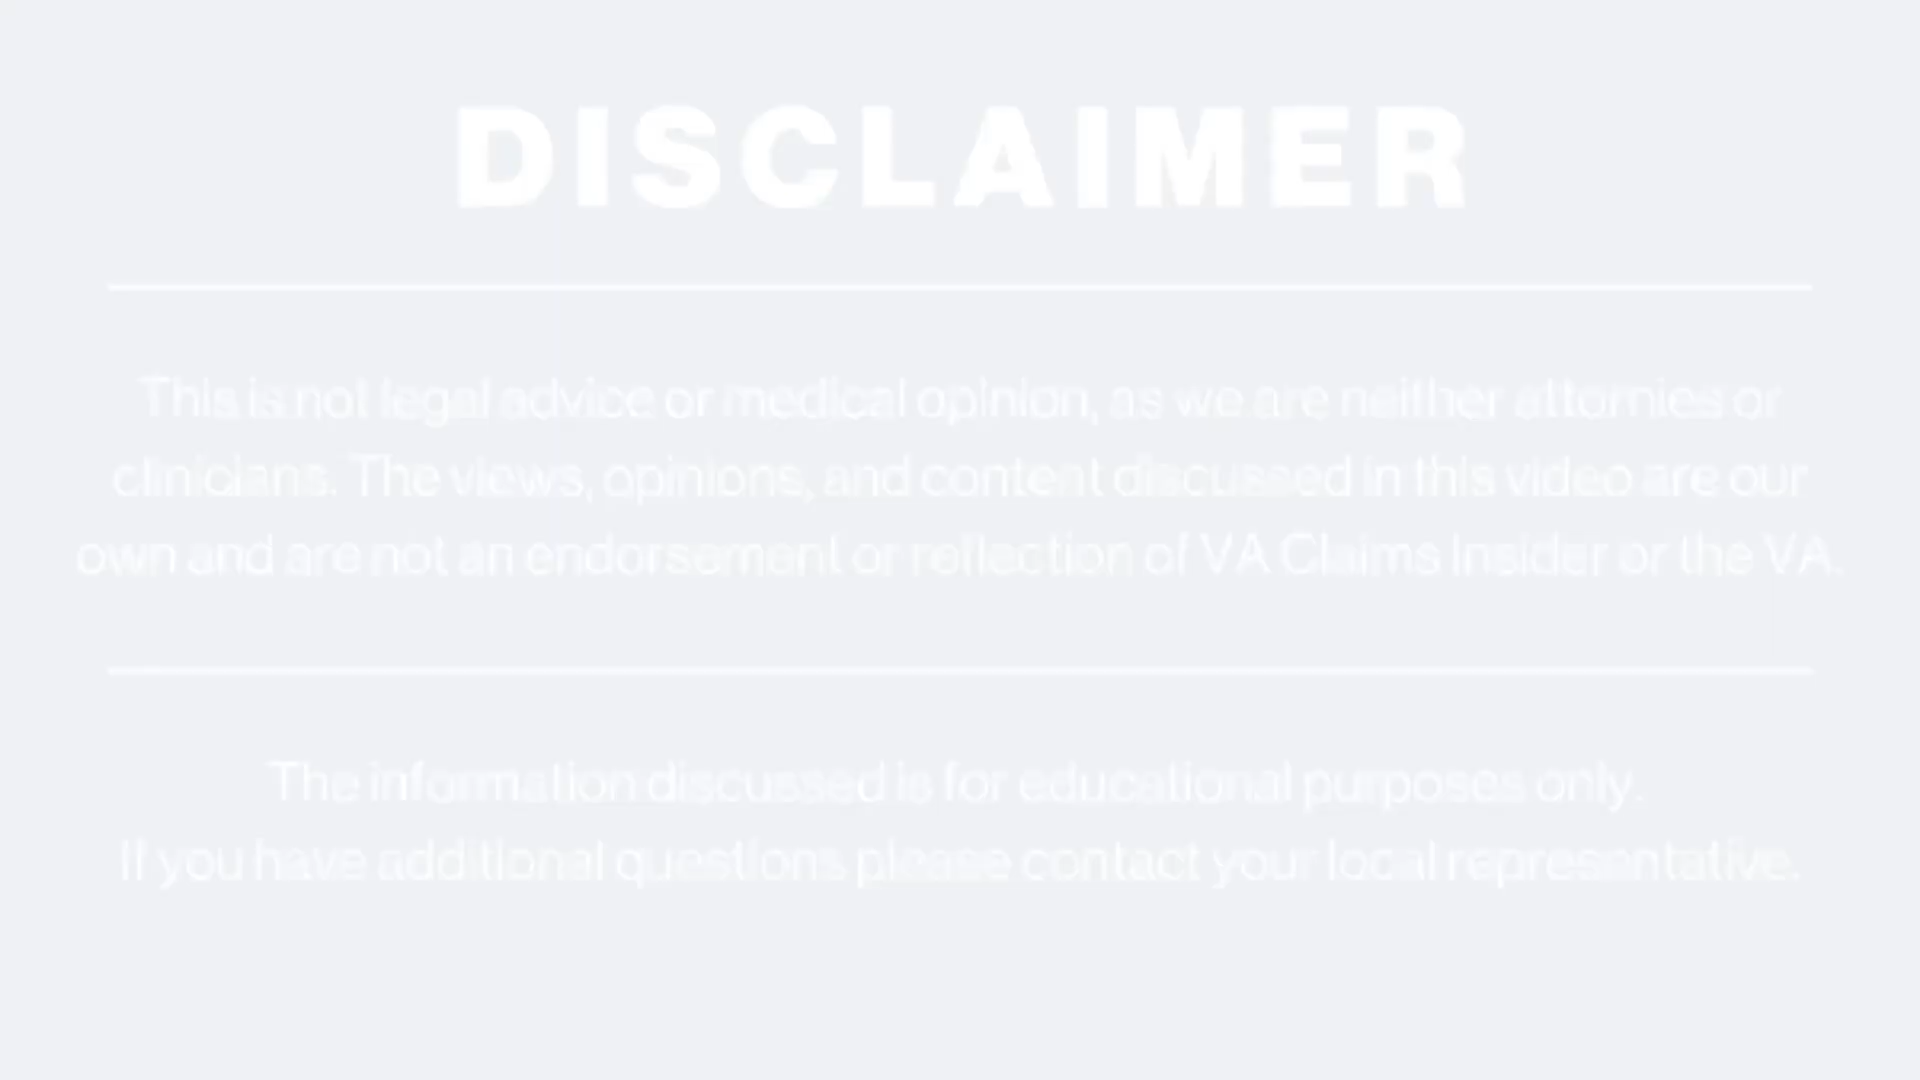 DISCLAIMER
This is not legal advice or medical opinion, as we are neither attornies or
clinicians. The views, opinions, and content discussed in this video are our
own and are not an endorsement or reflection of VA Claims Insider or the VA.
The information discussed is for educational purposes only.
If you have additional questions please contact your local representative.